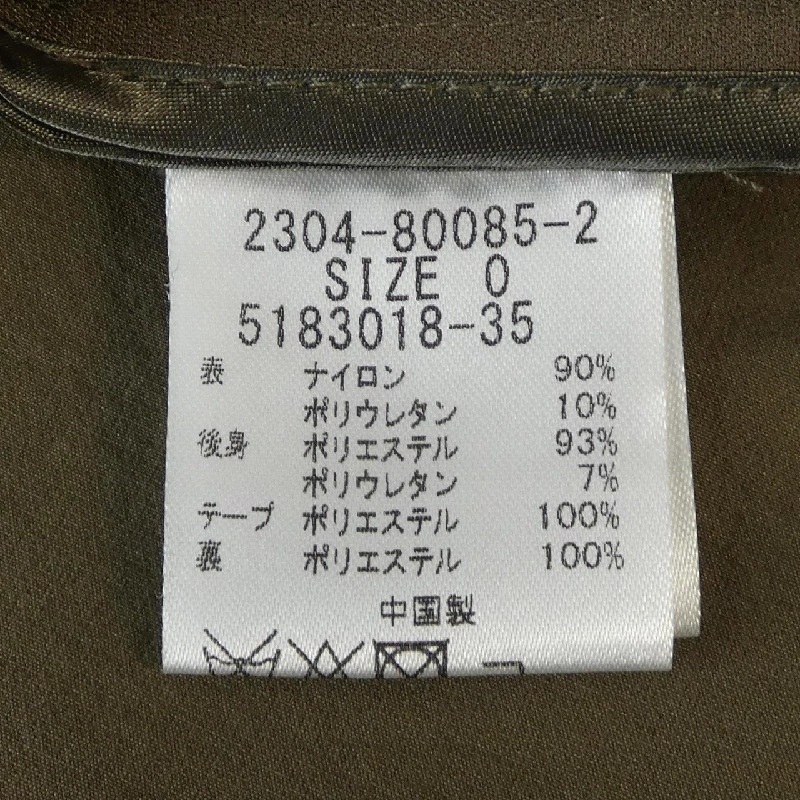 2304-80085-2
SIZE 0
5183018-35
表 ナイロン 90%
ポリウレタン 10%
後身 ポリエステル 93%
ポリウレタン 7%
テープ ポリエステル 100%
裏 ポリエステル 100%
中国製